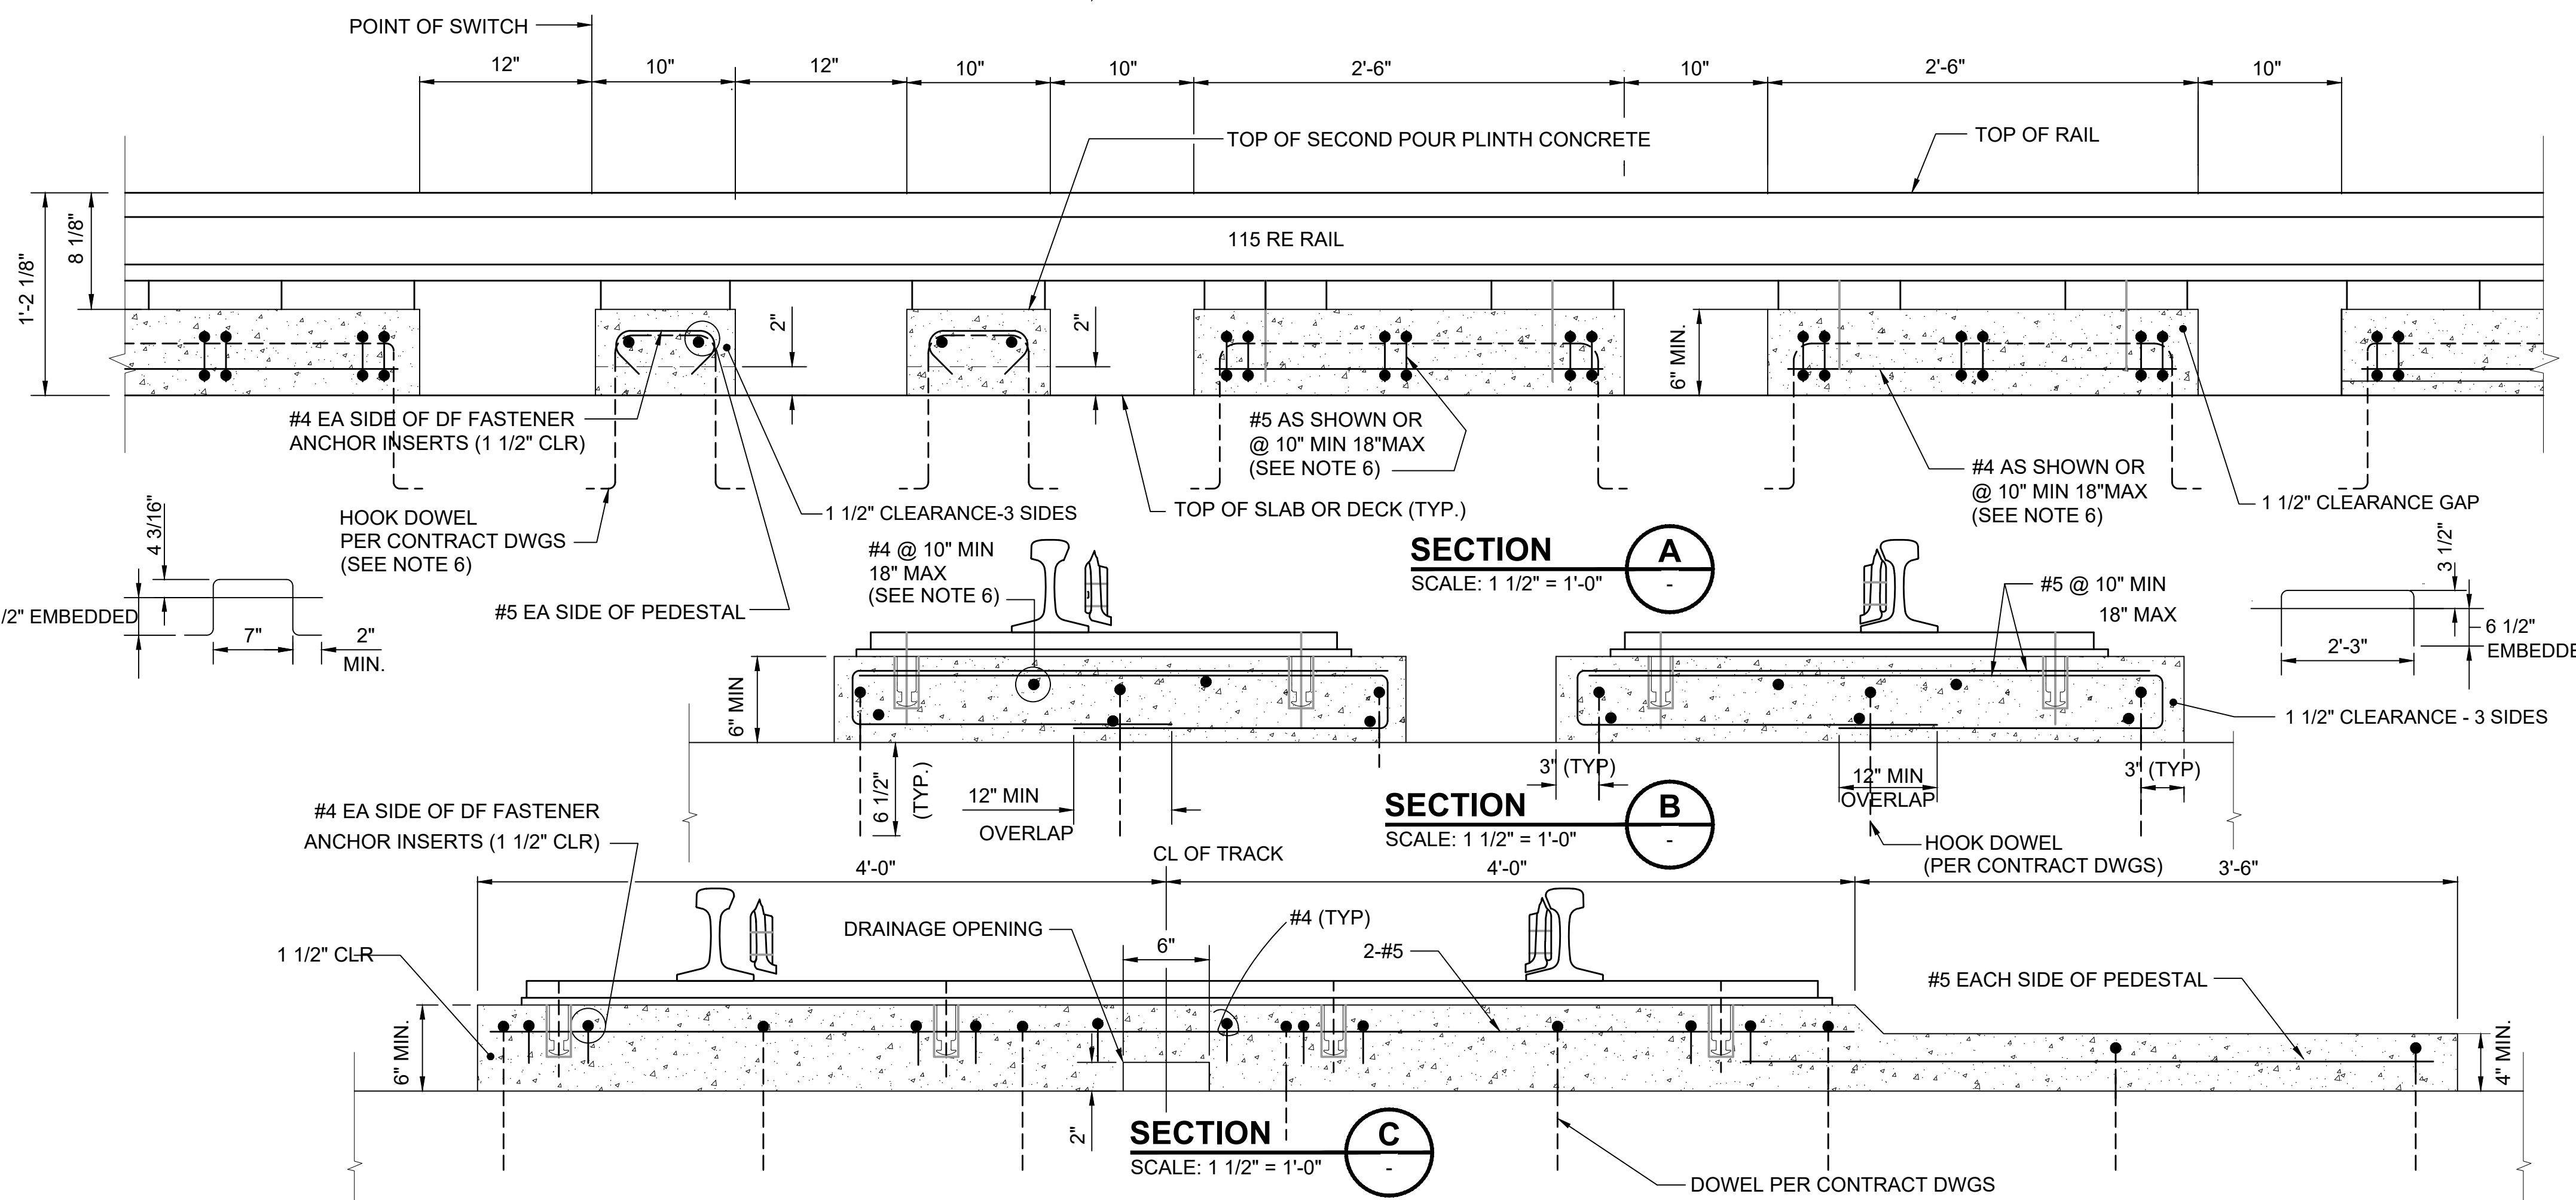 POINT OF SWITCH
12" 10" 12" 10" 10" 2'-6" 10" 2'-6" 10"
TOP OF SECOND POUR PLINTH CONCRETE
TOP OF RAIL
1'-2 1/8"
8 1/8"
115 RE RAIL
2"
2"
6" MIN.
#4 EA SIDE OF DF FASTENER
ANCHOR INSERTS (1 1/2" CLR)
#5 AS SHOWN OR
@ 10" MIN 18"MAX
(SEE NOTE 6)
#4 AS SHOWN OR
@ 10" MIN 18"MAX
(SEE NOTE 6)
1 1/2" CLEARANCE GAP
HOOK DOWEL
PER CONTRACT DWGS
(SEE NOTE 6)
1 1/2" CLEARANCE-3 SIDES
TOP OF SLAB OR DECK (TYP.)
#5 EA SIDE OF PEDESTAL
SECTION A
SCALE: 1 1/2" = 1'-0" -
4 3/16"
/2" EMBEDDED
7"
2"
MIN.
#4 @ 10" MIN
18" MAX
(SEE NOTE 6)
#5 @ 10" MIN
18" MAX
3 1/2"
6 1/2"
EMBEDDE
2'-3"
6" MIN
6 1/2"
(TYP.)
12" MIN
OVERLAP
3" (TYP)
12" MIN
OVERLAP
3" (TYP)
1 1/2" CLEARANCE - 3 SIDES
HOOK DOWEL
(PER CONTRACT DWGS)
SECTION B
SCALE: 1 1/2" = 1'-0" -
#4 EA SIDE OF DF FASTENER
ANCHOR INSERTS (1 1/2" CLR)
CL OF TRACK
4'-0" 4'-0" 3'-6"
1 1/2" CLR
DRAINAGE OPENING
6"
#4 (TYP)
2-#5
#5 EACH SIDE OF PEDESTAL
6" MIN.
4" MIN.
2"
SECTION C
SCALE: 1 1/2" = 1'-0" -
DOWEL PER CONTRACT DWGS